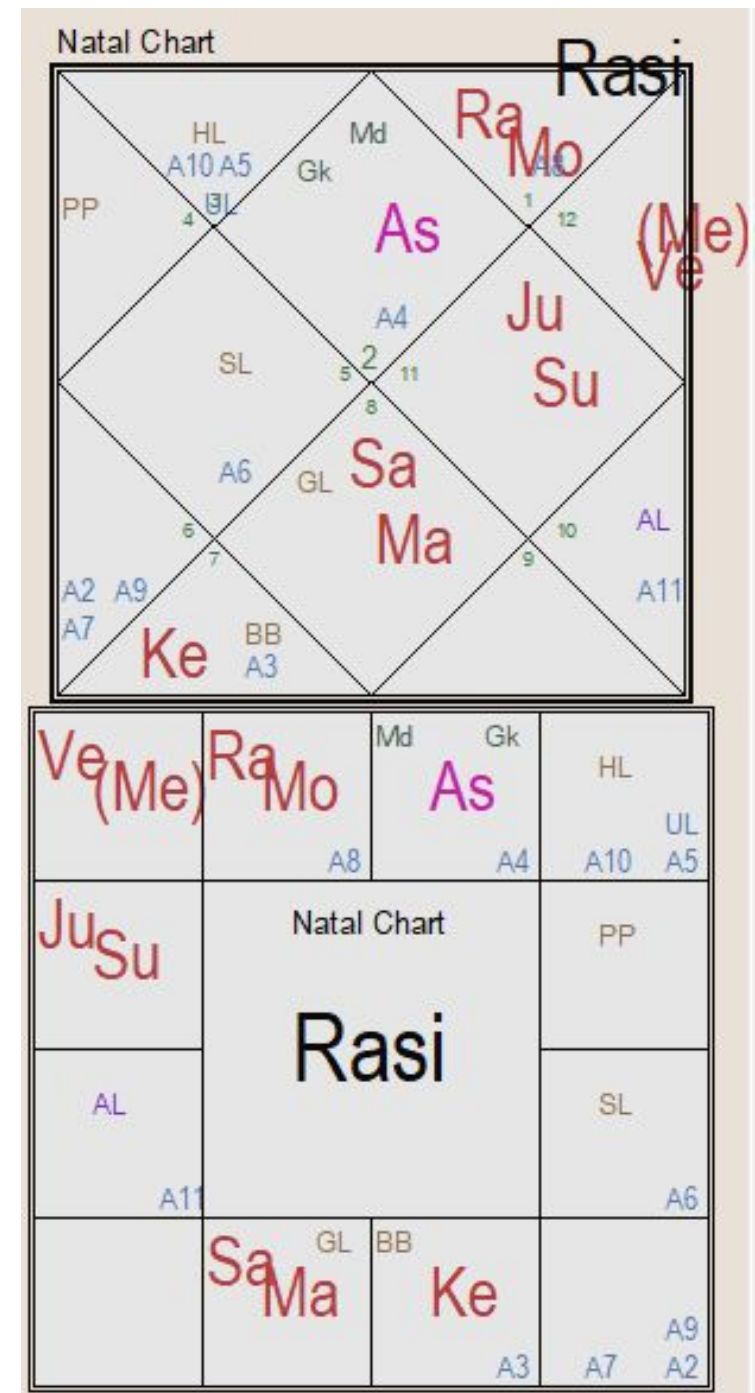 Natal Chart
Rasi
HL Md Ra
A10 A5 Gk Mo A8
PP UL
4 3 As 1 12 (Me)
Ve
A4 Ju
SL 5 2 11 Su
8
A6 GL Sa
Ma AL
6 10
7 9
A2 A9 A11
A7 Ke BB
A3
Ve (Me) Ra Mo Md Gk As HL
UL
A8 A4 A10 A5
Ju Su Natal Chart PP
Rasi
AL SL
A11 A6
Sa Ma GL BB Ke A9
A3 A7 A2